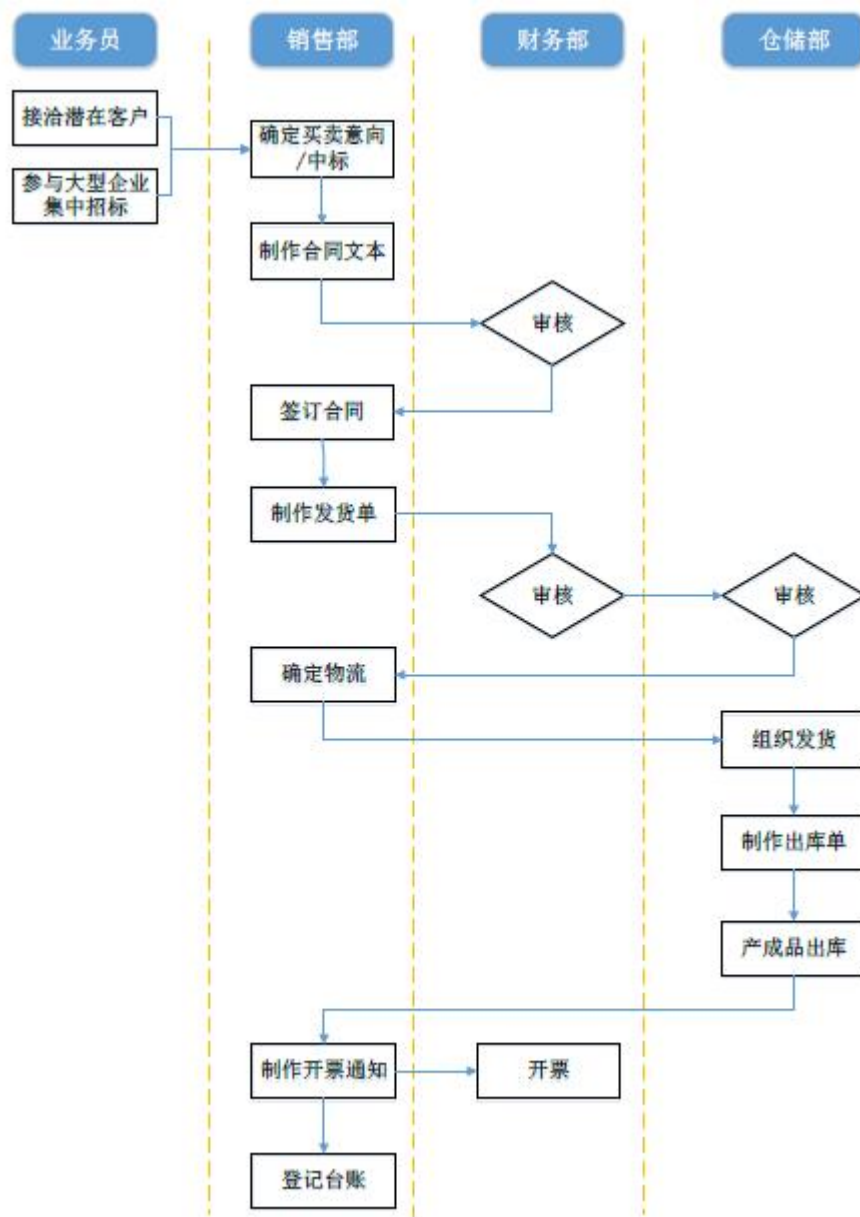 业务员
销售部
财务部
仓储部
接洽潜在客户
参与大型企业
集中招标
确定买卖意向
/中标
制作合同文本
审核
签订合同
制作发货单
审核
审核
确定物流
组织发货
制作出库单
产成品出库
制作开票通知
开票
登记台账